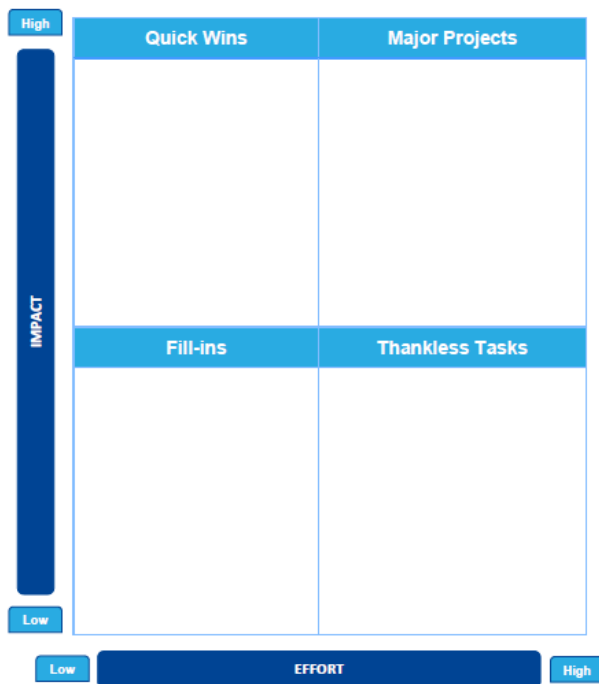 High
Quick Wins
Major Projects
IMPACT
Fill-ins
Thankless Tasks
Low
Low
EFFORT
High